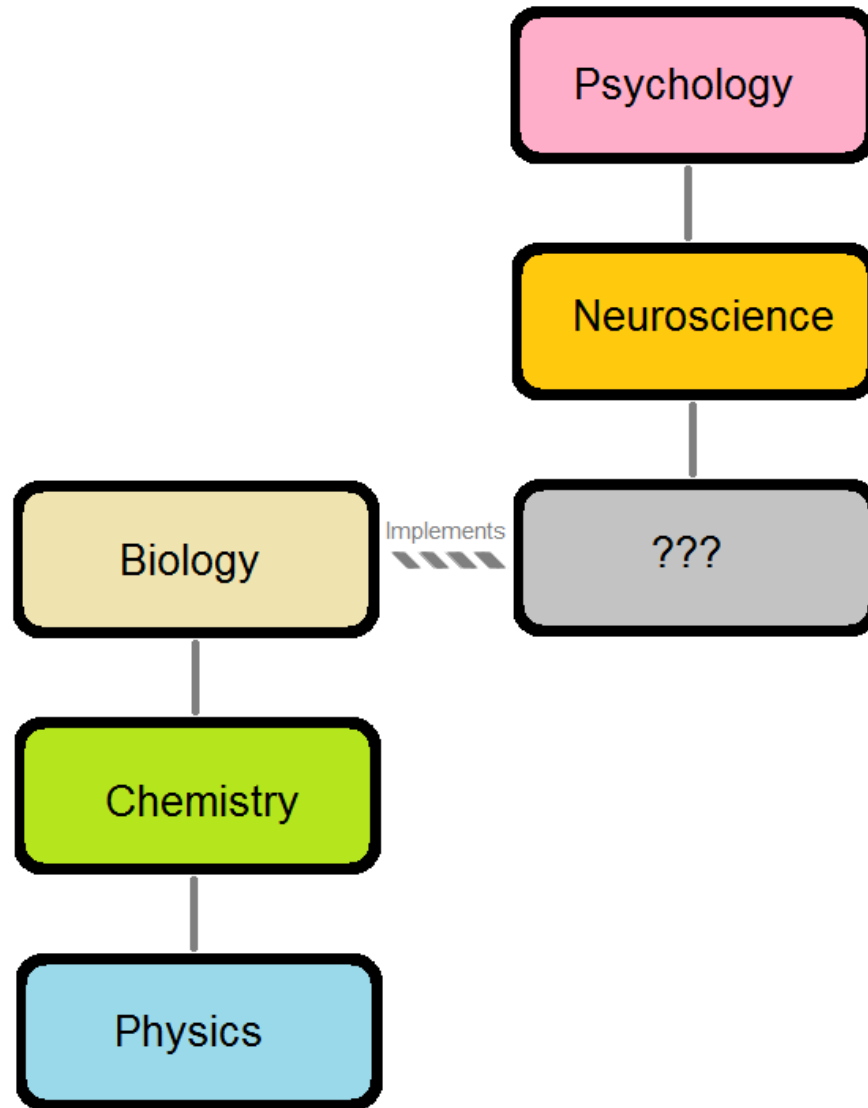 Psychology
Neuroscience
Biology
Implements
???
Chemistry
Physics